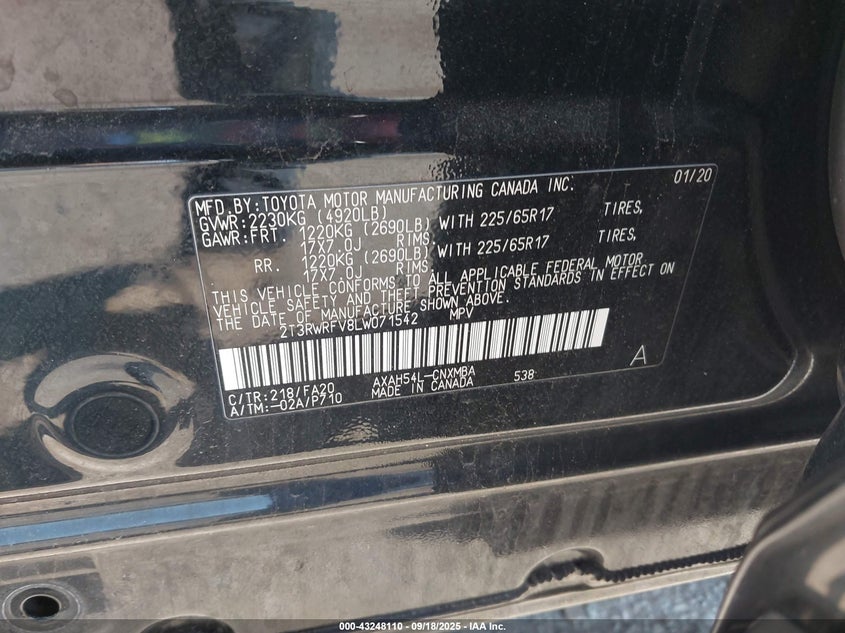 MFD.BY:TOYOTA MOTOR MANUFACTURING CANADA INC. 01/20
GVWR:2230KG (4920LB)
GAWR:FRT. 1220KG (2690LB) WITH 225/65R17 TIRES,
17X7.0J RIMS,
RR. 1220KG (2690LB) WITH 225/65R17 TIRES,
17X7.0J RIMS.
THIS VEHICLE CONFORMS TO ALL APPLICABLE FEDERAL MOTOR
VEHICLE SAFETY AND THEFT PREVENTION STANDARDS IN EFFECT ON
THE DATE OF MANUFACTURE SHOWN ABOVE.
2T3RWRFV8LW071542 MPV
A
C/TR:218/FA20 AXAH54L-CNXMBA 538
A/TM:-02A/P710 MADE IN CANADA
000-43248110 - 09/18/2025 - IAA Inc.